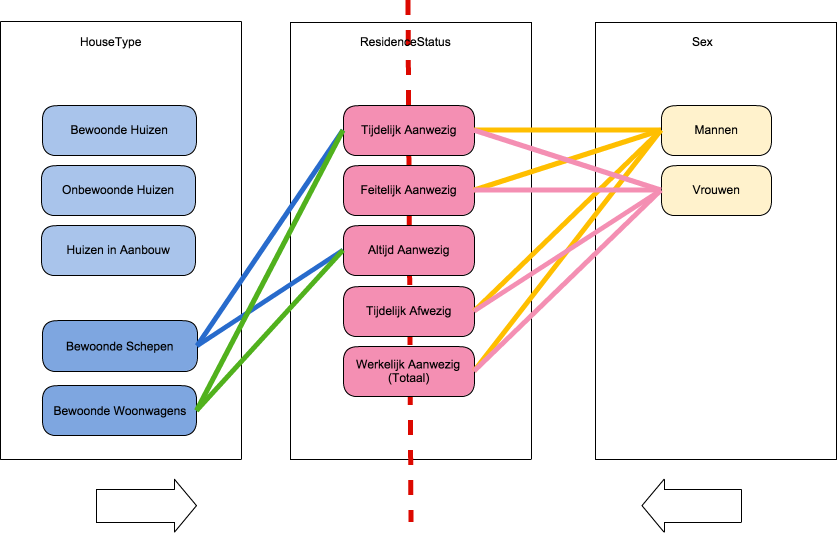 HouseType
Bewoonde Huizen
Onbewoonde Huizen
Huizen in Aanbouw
Bewoonde Schepen
Bewoonde Woonwagens
ResidenceStatus
Tijdelijk Aanwezig
Feitelijk Aanwezig
Altijd Aanwezig
Tijdelijk Afwezig
Werkelijk Aanwezig
(Totaal)
Sex
Mannen
Vrouwen